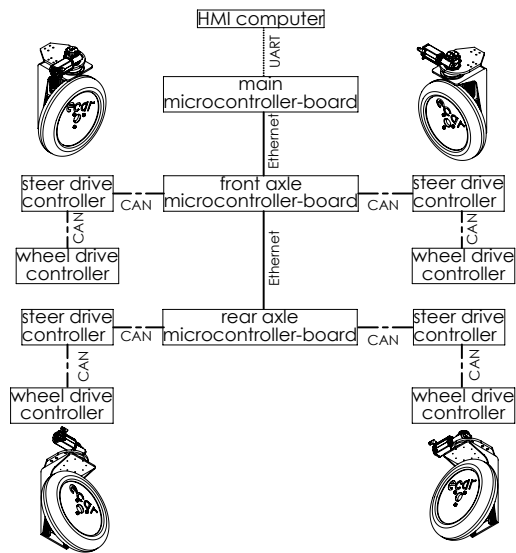 HMI computer
UART
main
microcontroller-board
ecar
Ethernet
steer drive
controller
CAN
front axle
microcontroller-board
CAN
steer drive
controller
CAN
wheel drive
controller
Ethernet
CAN
wheel drive
controller
steer drive
controller
CAN
rear axle
microcontroller-board
CAN
steer drive
controller
CAN
wheel drive
controller
CAN
wheel drive
controller
ecar